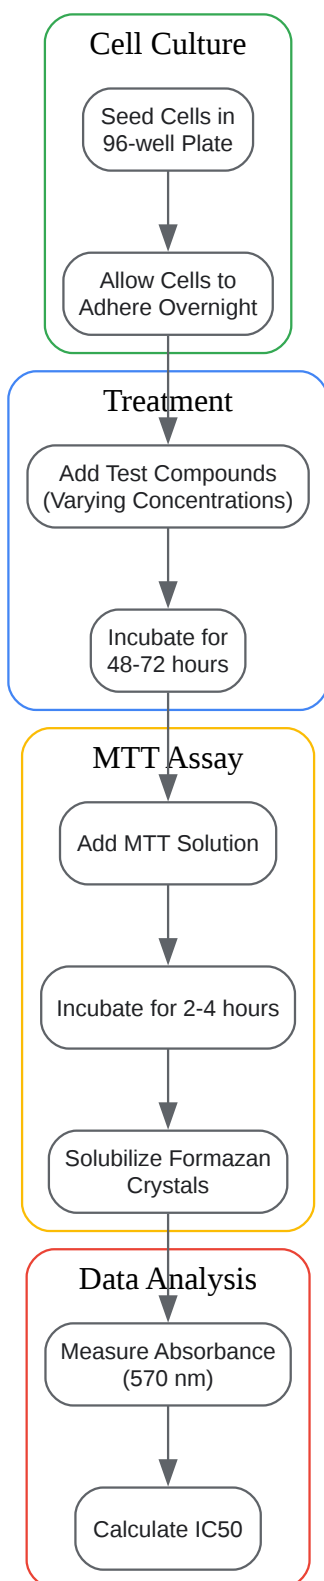 Cell Culture
Seed Cells in
96-well Plate
Allow Cells to
Adhere Overnight
Treatment
Add Test Compounds
(Varying Concentrations)
Incubate for
48-72 hours
MTT Assay
Add MTT Solution
Incubate for 2-4 hours
Solubilize Formazan
Crystals
Data Analysis
Measure Absorbance
(570 nm)
Calculate IC50